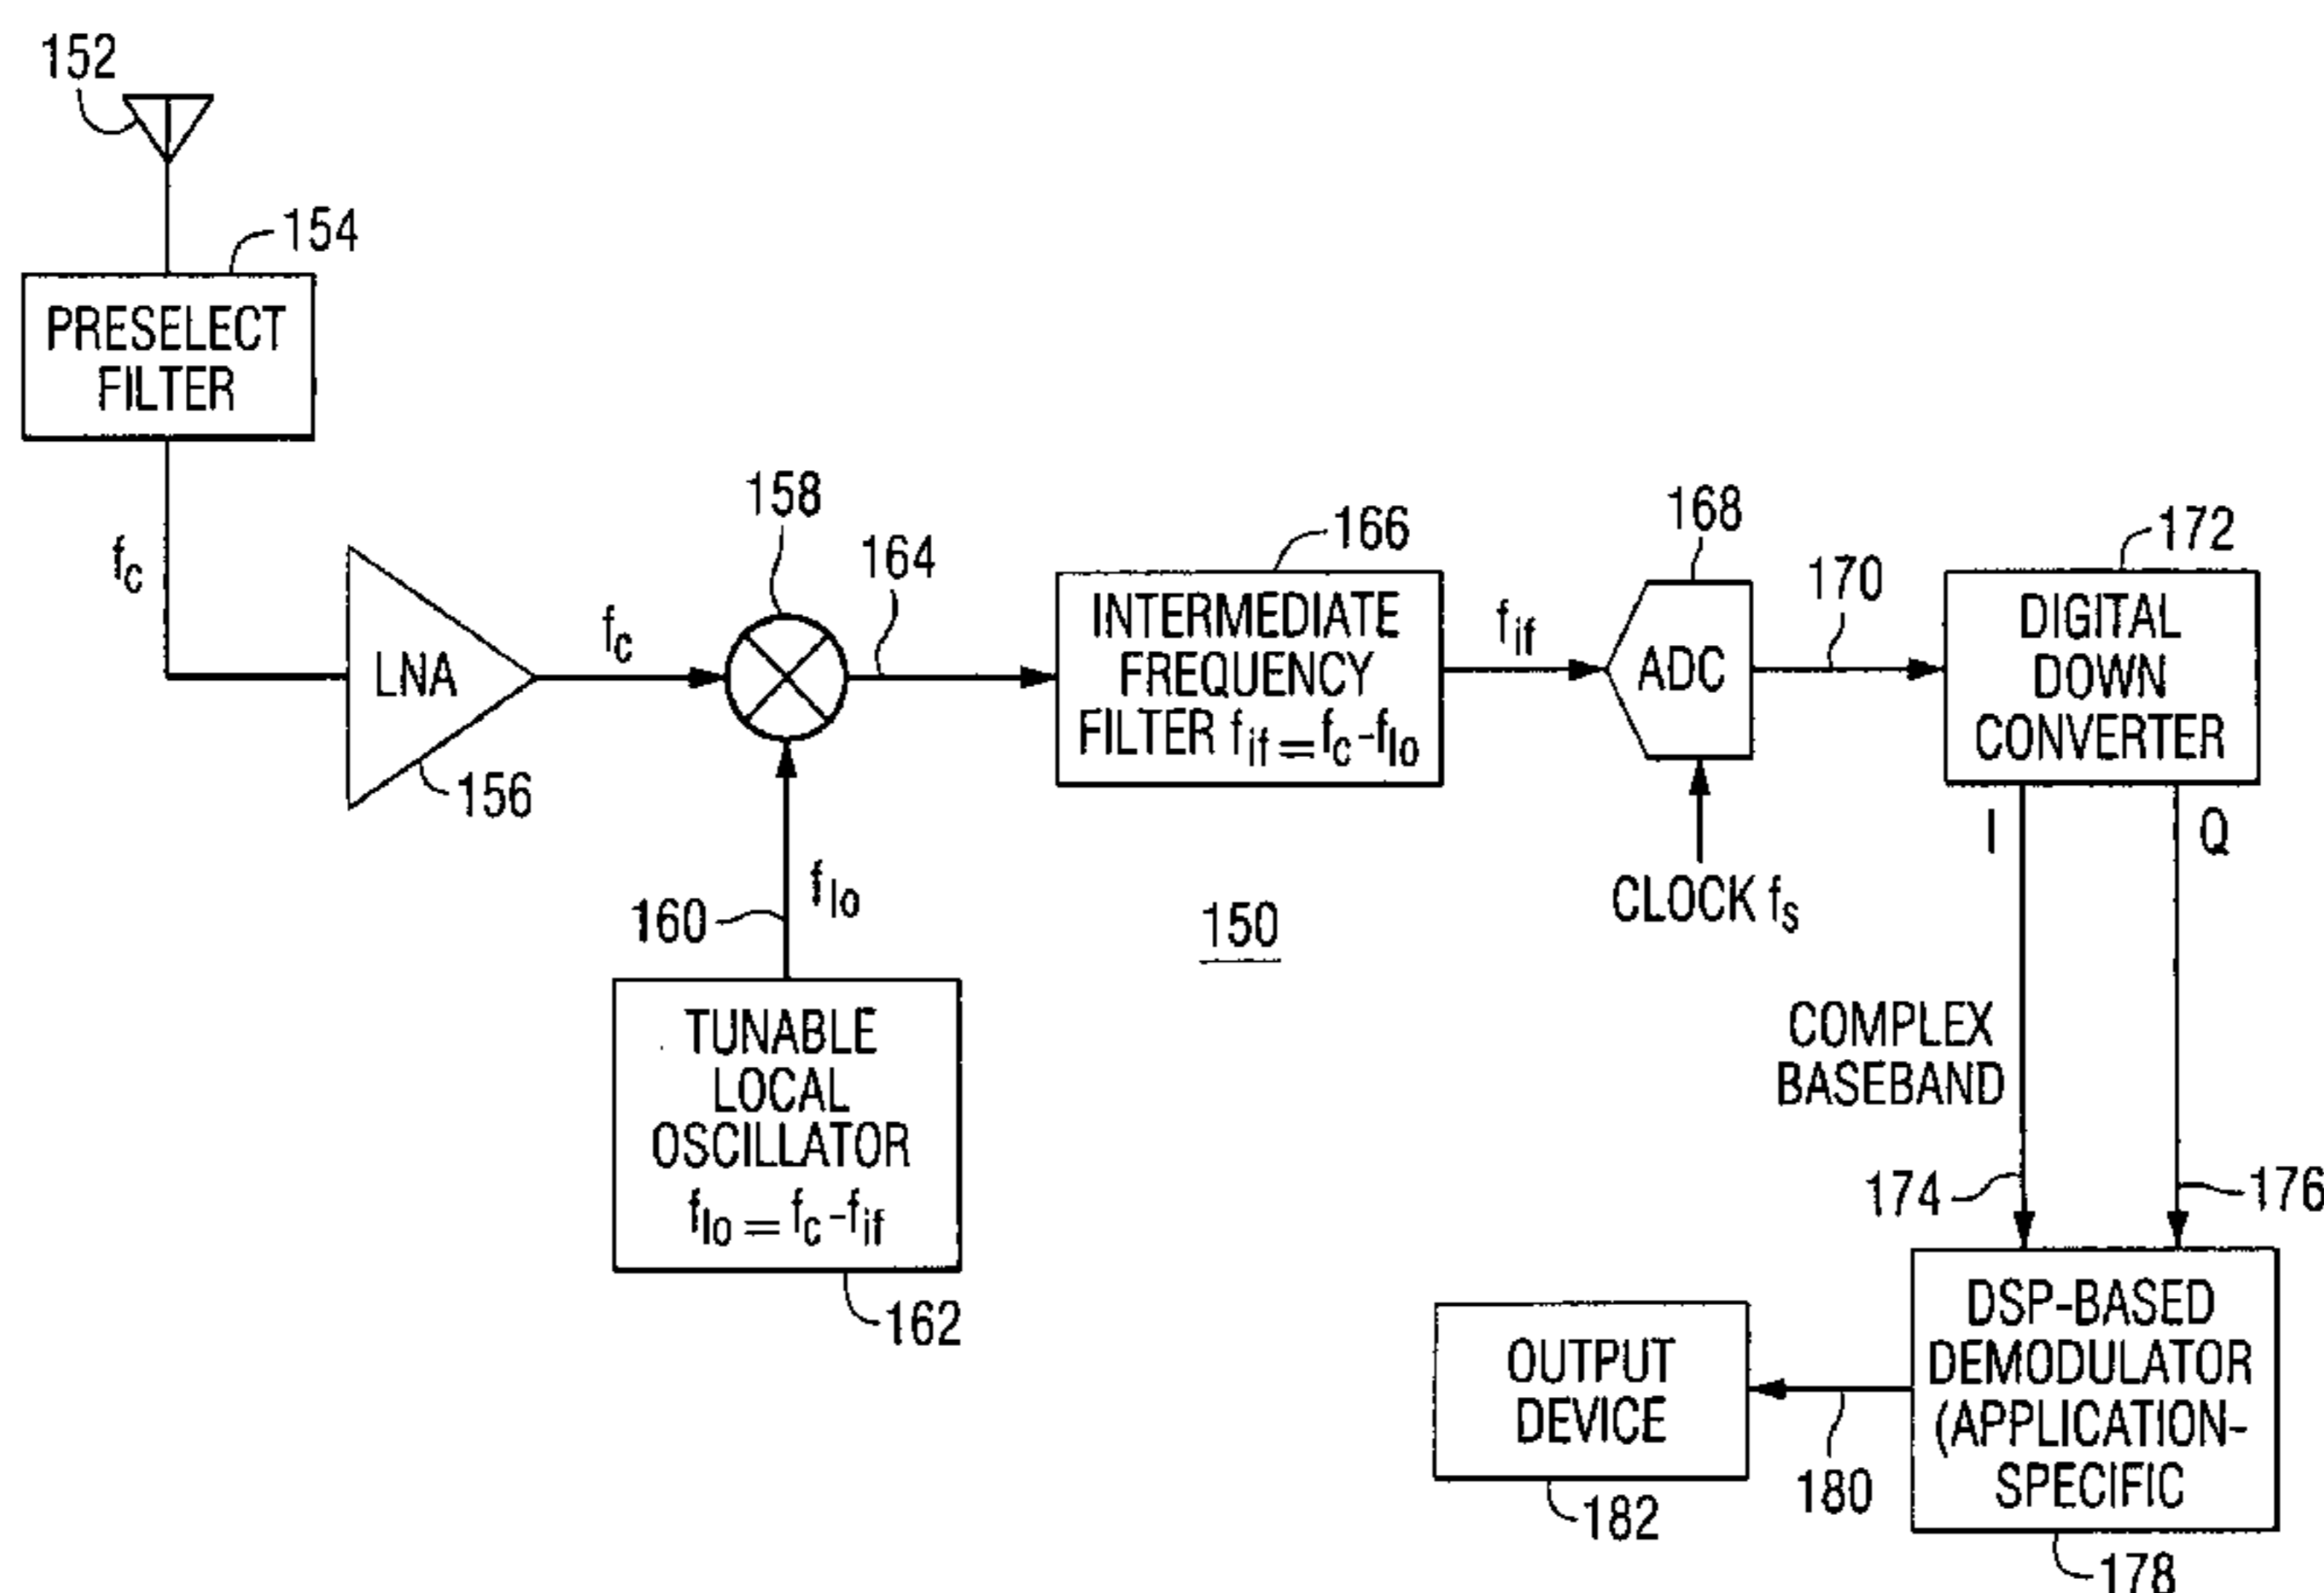 152
154
PRESELECT
FILTER
fc
LNA
156
fc
158
164
160
flo
TUNABLE
LOCAL
OSCILLATOR
flo = fc-fif
162
166
INTERMEDIATE
FREQUENCY
FILTER fif = fc-flo
fif
168
ADC
CLOCK fs
150
170
172
DIGITAL
DOWN
CONVERTER
I
Q
COMPLEX
BASEBAND
174
176
DSP-BASED
DEMODULATOR
(APPLICATION-
SPECIFIC
178
180
OUTPUT
DEVICE
182